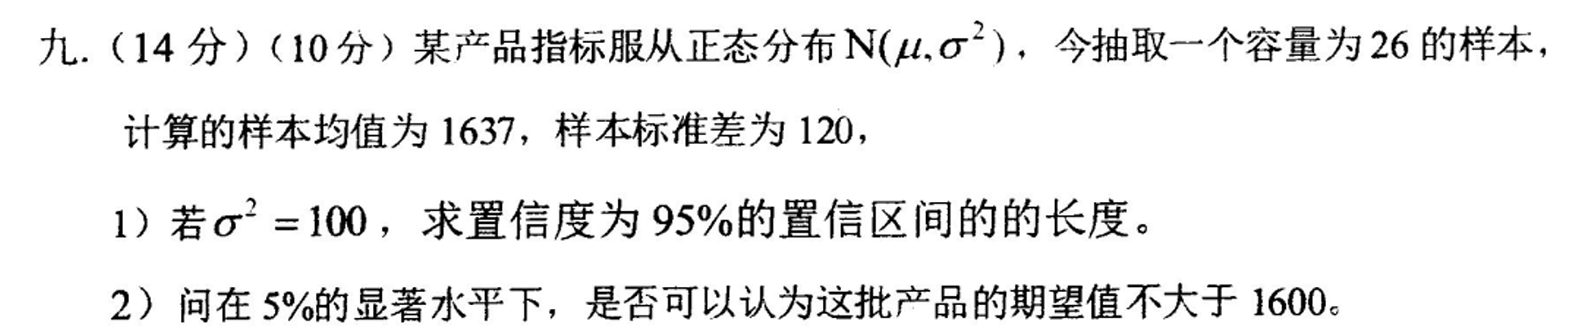 九.（14 分）（10 分）某产品指标服从正态分布 N(μ,σ²)，今抽取一个容量为 26 的样本，
计算的样本均值为 1637，样本标准差为 120，
1）若σ² =100，求置信度为 95%的置信区间的的长度。
2）问在 5%的显著水平下，是否可以认为这批产品的期望值不大于 1600。